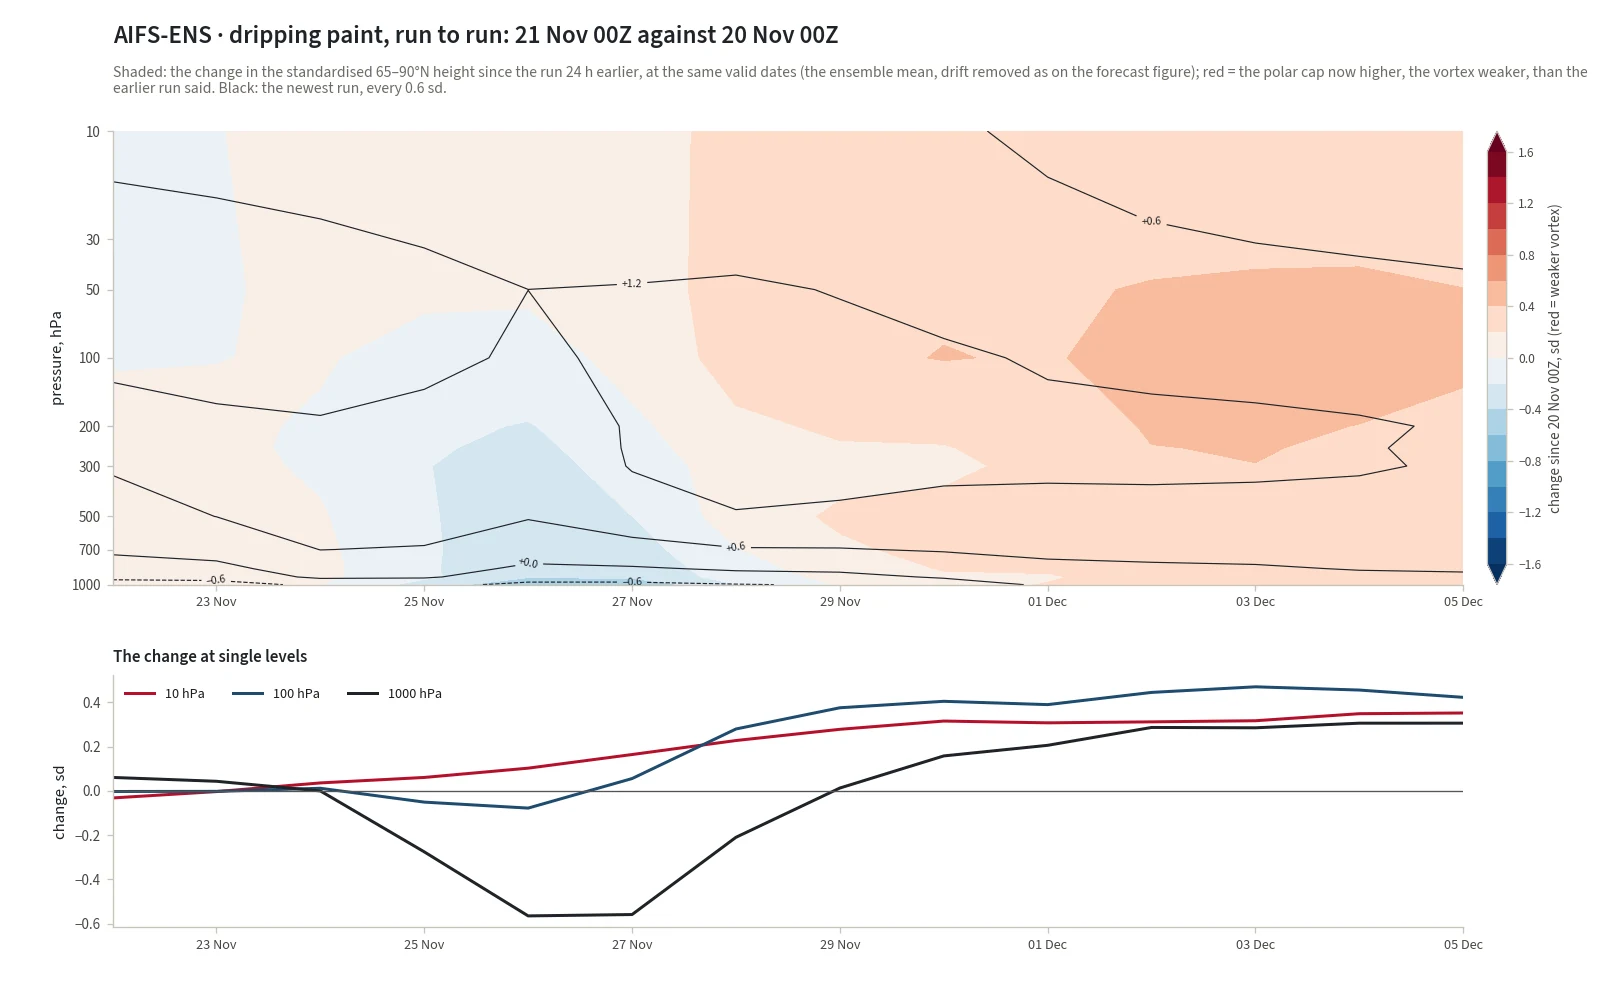 AIFS-ENS · dripping paint, run to run: 21 Nov 00Z against 20 Nov 00Z
Shaded: the change in the standardised 65–90°N height since the run 24 h earlier, at the same valid dates (the ensemble mean, drift removed as on the forecast figure); red = the polar cap now higher, the vortex weaker, than the
earlier run said. Black: the newest run, every 0.6 sd.
pressure, hPa
10
30
50
100
200
300
500
700
1000
+0.6
+1.2
+0.6
+0.0
−0.6
−0.6
23 Nov
25 Nov
27 Nov
29 Nov
01 Dec
03 Dec
05 Dec
1.6
1.2
0.8
0.4
0.0
−0.4
−0.8
−1.2
−1.6
change since 20 Nov 00Z, sd (red = weaker vortex)
The change at single levels
10 hPa
100 hPa
1000 hPa
change, sd
0.4
0.2
0.0
−0.2
−0.4
−0.6
23 Nov
25 Nov
27 Nov
29 Nov
01 Dec
03 Dec
05 Dec